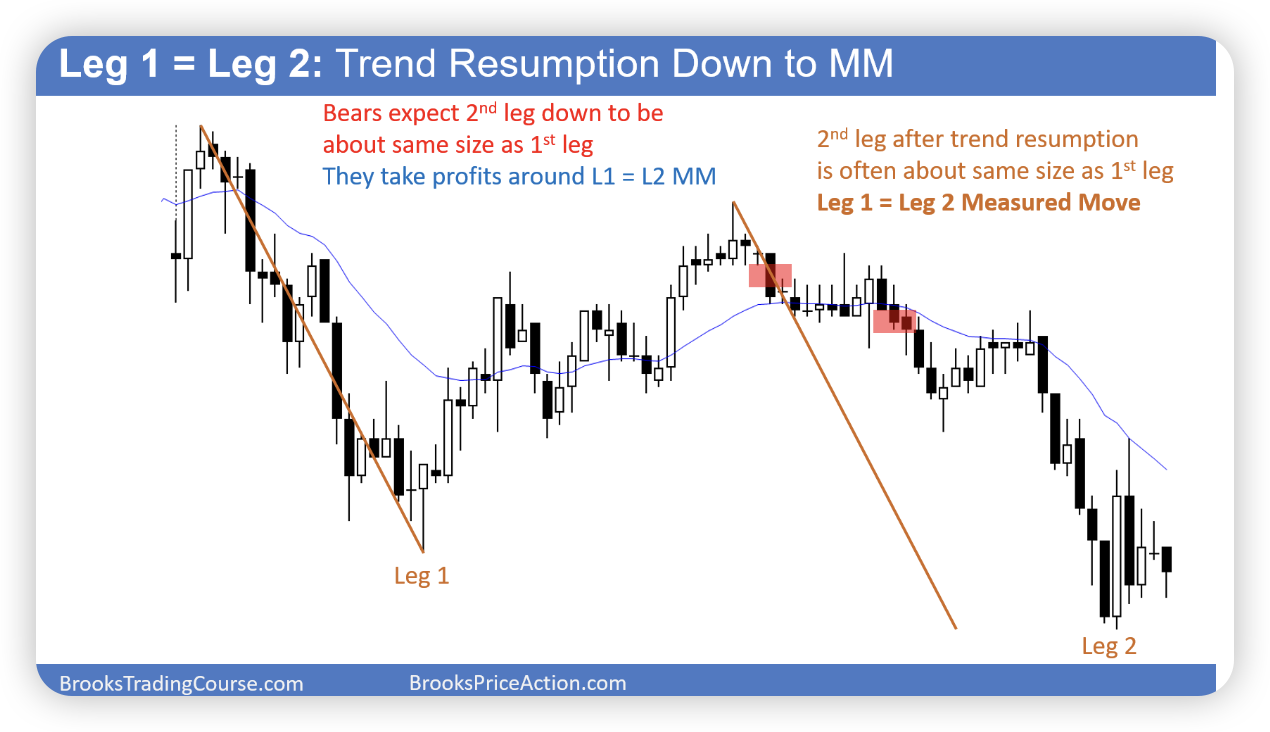 Leg 1 = Leg 2: Trend Resumption Down to MM
Bears expect 2nd leg down to be
about same size as 1st leg
They take profits around L1 = L2 MM
2nd leg after trend resumption
is often about same size as 1st leg
Leg 1 = Leg 2 Measured Move
Leg 1
Leg 2
BrooksTradingCourse.com
BrooksPriceAction.com